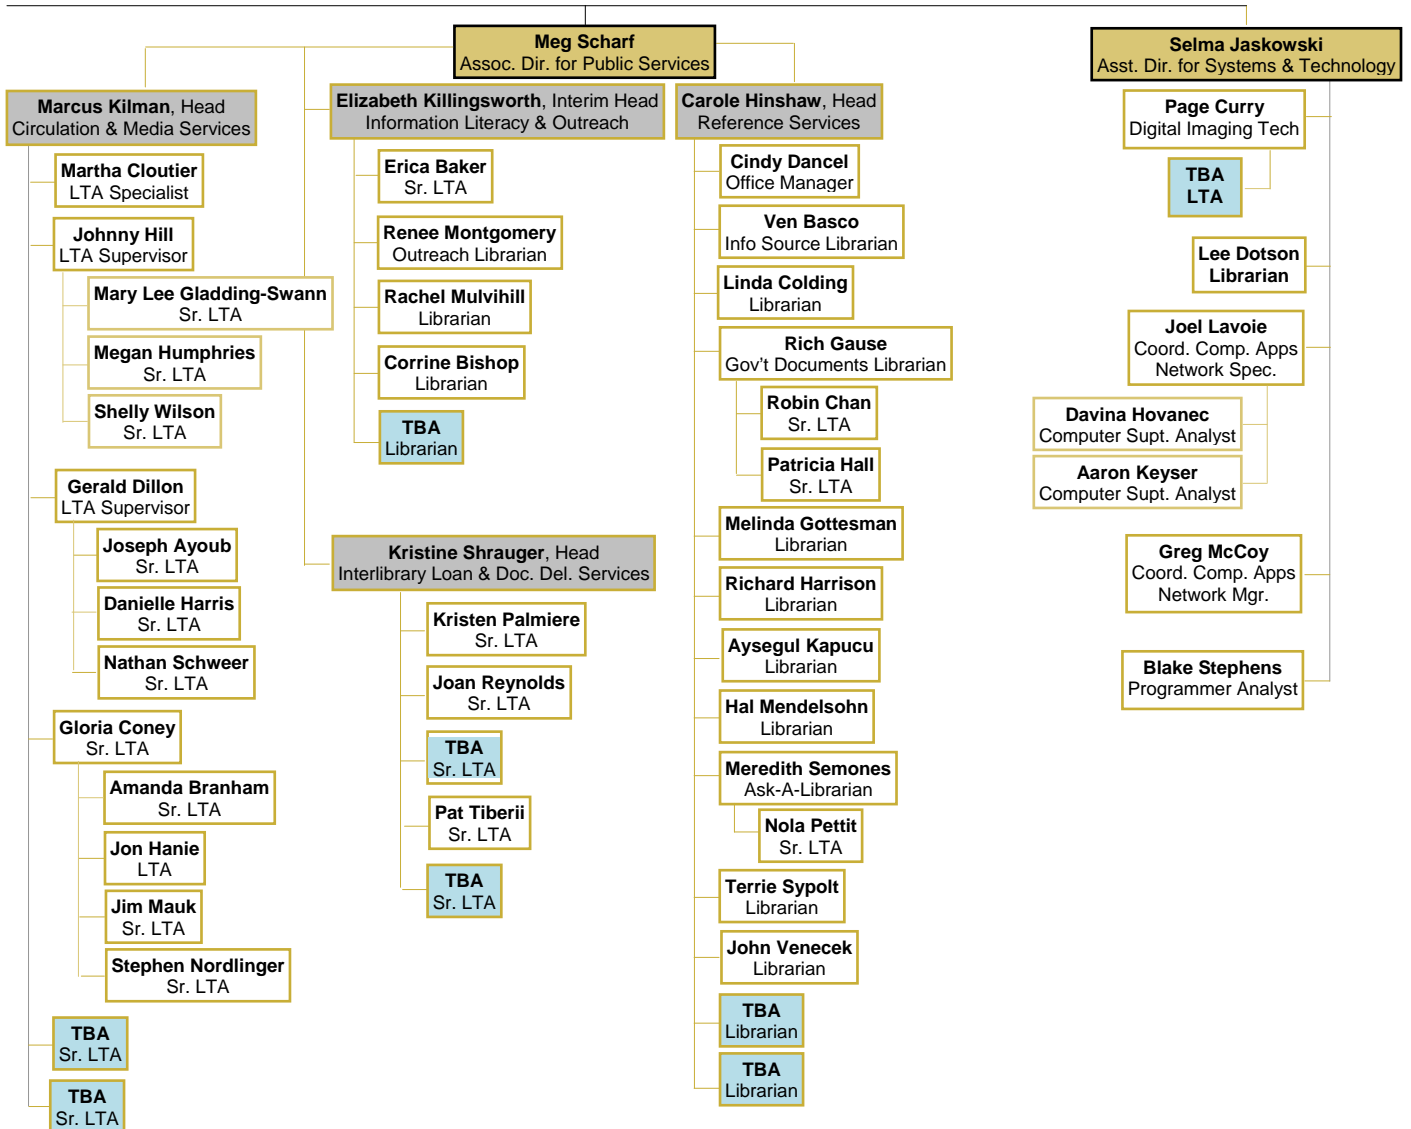 Meg Scharf
Assoc. Dir. for Public Services
Selma Jaskowski
Asst. Dir. for Systems & Technology
Marcus Kilman, Head
Circulation & Media Services
Martha Cloutier
LTA Specialist
Johnny Hill
LTA Supervisor
Mary Lee Gladding-Swann
Sr. LTA
Megan Humphries
Sr. LTA
Shelly Wilson
Sr. LTA
Gerald Dillon
LTA Supervisor
Joseph Ayoub
Sr. LTA
Danielle Harris
Sr. LTA
Nathan Schweer
Sr. LTA
Gloria Coney
Sr. LTA
Amanda Branham
Sr. LTA
Jon Hanie
LTA
Jim Mauk
Sr. LTA
Stephen Nordlinger
Sr. LTA
TBA
Sr. LTA
TBA
Sr. LTA
Elizabeth Killingsworth, Interim Head
Information Literacy & Outreach
Erica Baker
Sr. LTA
Renee Montgomery
Outreach Librarian
Rachel Mulvihill
Librarian
Corrine Bishop
Librarian
TBA
Librarian
Kristine Shrauger, Head
Interlibrary Loan & Doc. Del. Services
Kristen Palmiere
Sr. LTA
Joan Reynolds
Sr. LTA
TBA
Sr. LTA
Pat Tiberii
Sr. LTA
TBA
Sr. LTA
Carole Hinshaw, Head
Reference Services
Cindy Dancel
Office Manager
Ven Basco
Info Source Librarian
Linda Colding
Librarian
Rich Gause
Gov't Documents Librarian
Robin Chan
Sr. LTA
Patricia Hall
Sr. LTA
Melinda Gottesman
Librarian
Richard Harrison
Librarian
Aysegul Kapucu
Librarian
Hal Mendelsohn
Librarian
Meredith Semones
Ask-A-Librarian
Nola Pettit
Sr. LTA
Terrie Sypolt
Librarian
John Venecek
Librarian
TBA
Librarian
TBA
Librarian
Page Curry
Digital Imaging Tech
TBA
LTA
Lee Dotson
Librarian
Joel Lavoie
Coord. Comp. Apps
Network Spec.
Davina Hovanec
Computer Supt. Analyst
Aaron Keyser
Computer Supt. Analyst
Greg McCoy
Coord. Comp. Apps
Network Mgr.
Blake Stephens
Programmer Analyst